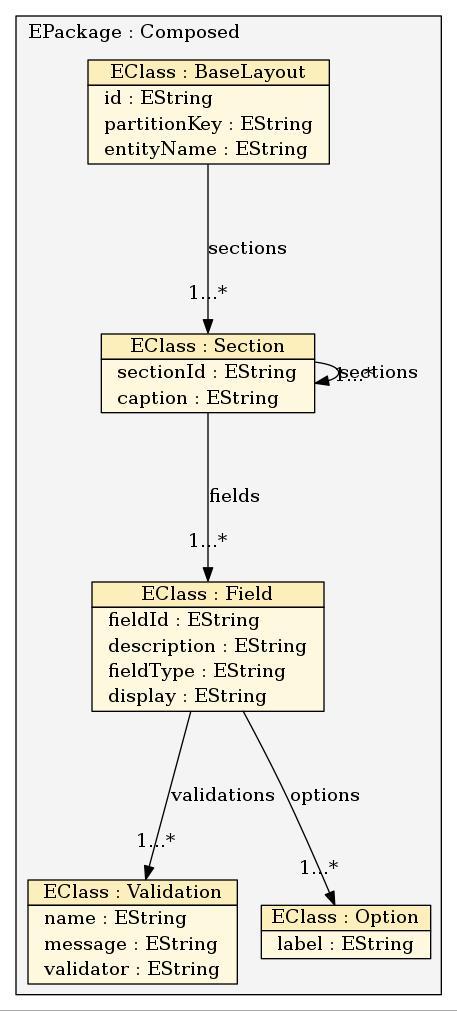 EPackage : Composed
EClass : BaseLayout
id : EString
partitionKey : EString
entityName : EString
sections
1...*
EClass : Section
sectionId : EString
caption : EString
sections
1...*
fields
1...*
EClass : Field
fieldId : EString
description : EString
fieldType : EString
display : EString
validations
options
1...*
1...*
EClass : Validation
name : EString
message : EString
validator : EString
EClass : Option
label : EString